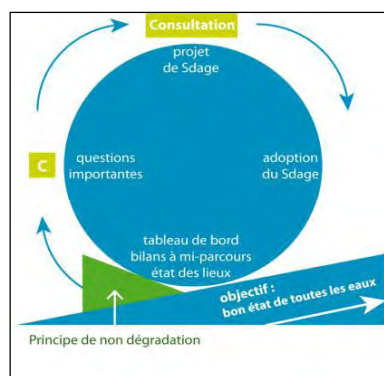 Consultation
projet
de Sdage
C
questions
importantes
adoption
du Sdage
tableau de bord
bilans à mi-parcours
état des lieux
objectif :
bon état de toutes les eaux
Principe de non dégradation